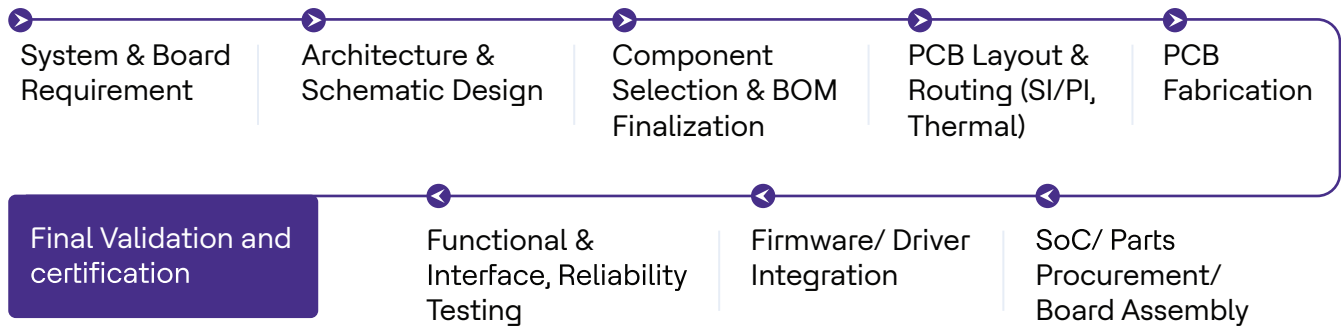 System & Board
Requirement
Architecture &
Schematic Design
Component
Selection & BOM
Finalization
PCB Layout &
Routing (SI/PI,
Thermal)
PCB
Fabrication
SoC/ Parts
Procurement/
Board Assembly
Firmware/ Driver
Integration
Functional &
Interface, Reliability
Testing
Final Validation and
certification